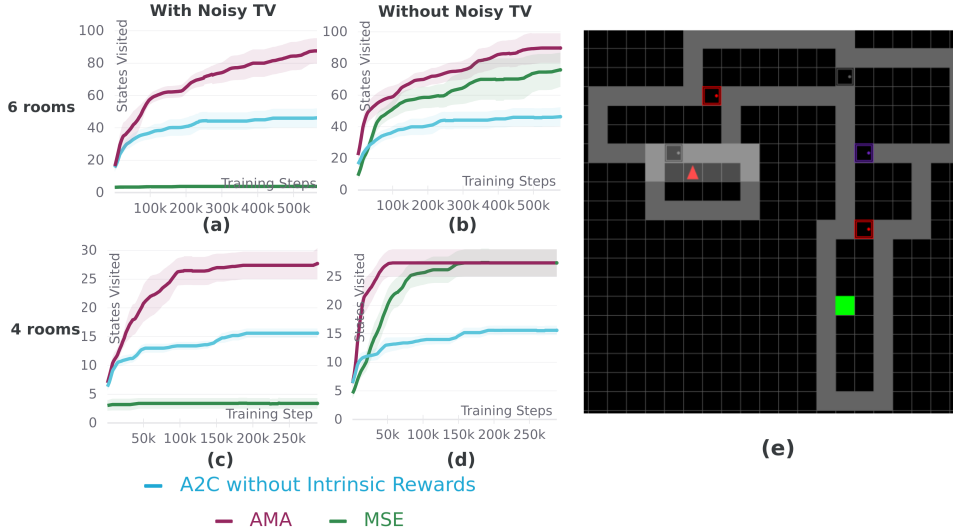 With Noisy TV
Without Noisy TV
6 rooms
100
80
60
40
20
0
States Visited
Training Steps
100k 200k 300k 400k 500k
(a)
100
80
60
40
20
0
States Visited
Training Steps
100k 200k 300k 400k 500k
(b)
4 rooms
30
25
20
15
10
5
0
States Visited
Training Step
50k 100k 150k 200k 250k
(c)
25
20
15
10
5
0
States Visited
Training Steps
50k 100k 150k 200k 250k
(d)
(e)
A2C without Intrinsic Rewards
AMA MSE